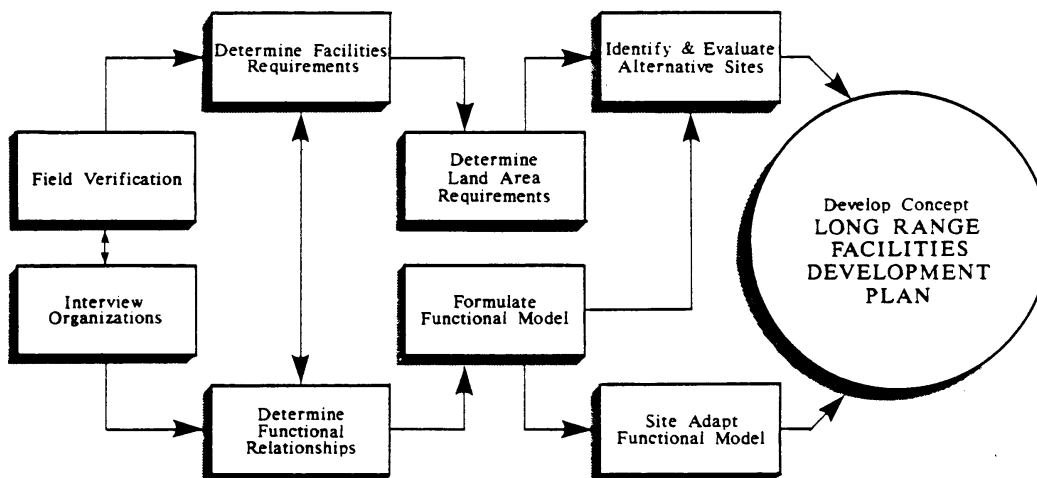 Determine Facilities
Requirements
Identify & Evaluate
Alternative Sites
Field Verification
Determine
Land Area
Requirements
Develop Concept
LONG RANGE
FACILITIES
DEVELOPMENT
PLAN
Interview
Organizations
Formulate
Functional Model
Determine
Functional
Relationships
Site Adapt
Functional Model